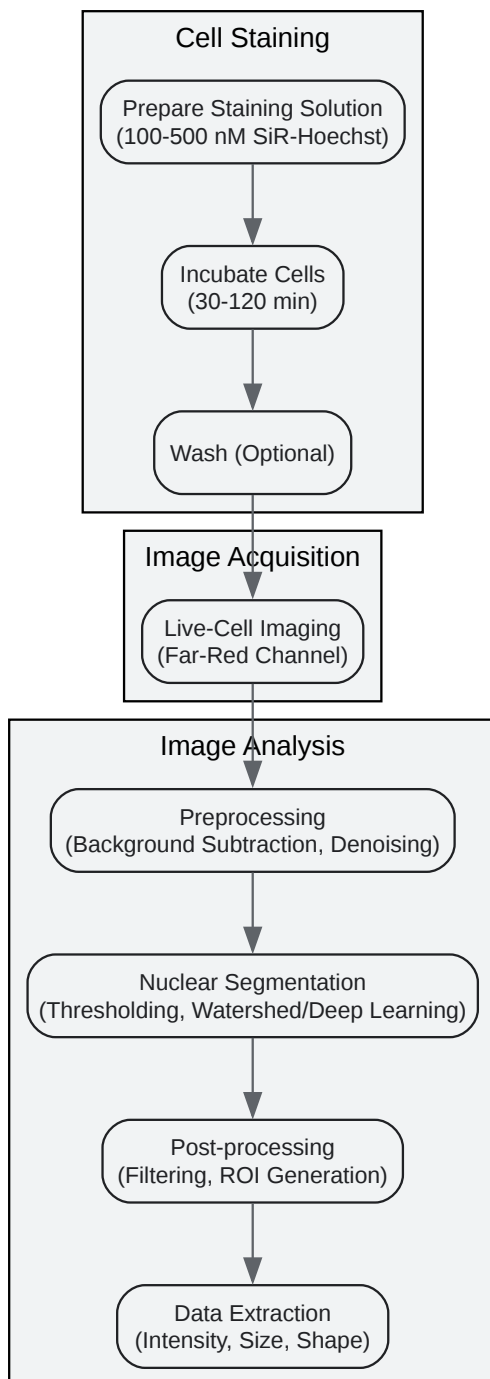 Cell Staining
Prepare Staining Solution
(100-500 nM SiR-Hoechst)
Incubate Cells
(30-120 min)
Wash (Optional)
Image Acquisition
Live-Cell Imaging
(Far-Red Channel)
Image Analysis
Preprocessing
(Background Subtraction, Denoising)
Nuclear Segmentation
(Thresholding, Watershed/Deep Learning)
Post-processing
(Filtering, ROI Generation)
Data Extraction
(Intensity, Size, Shape)